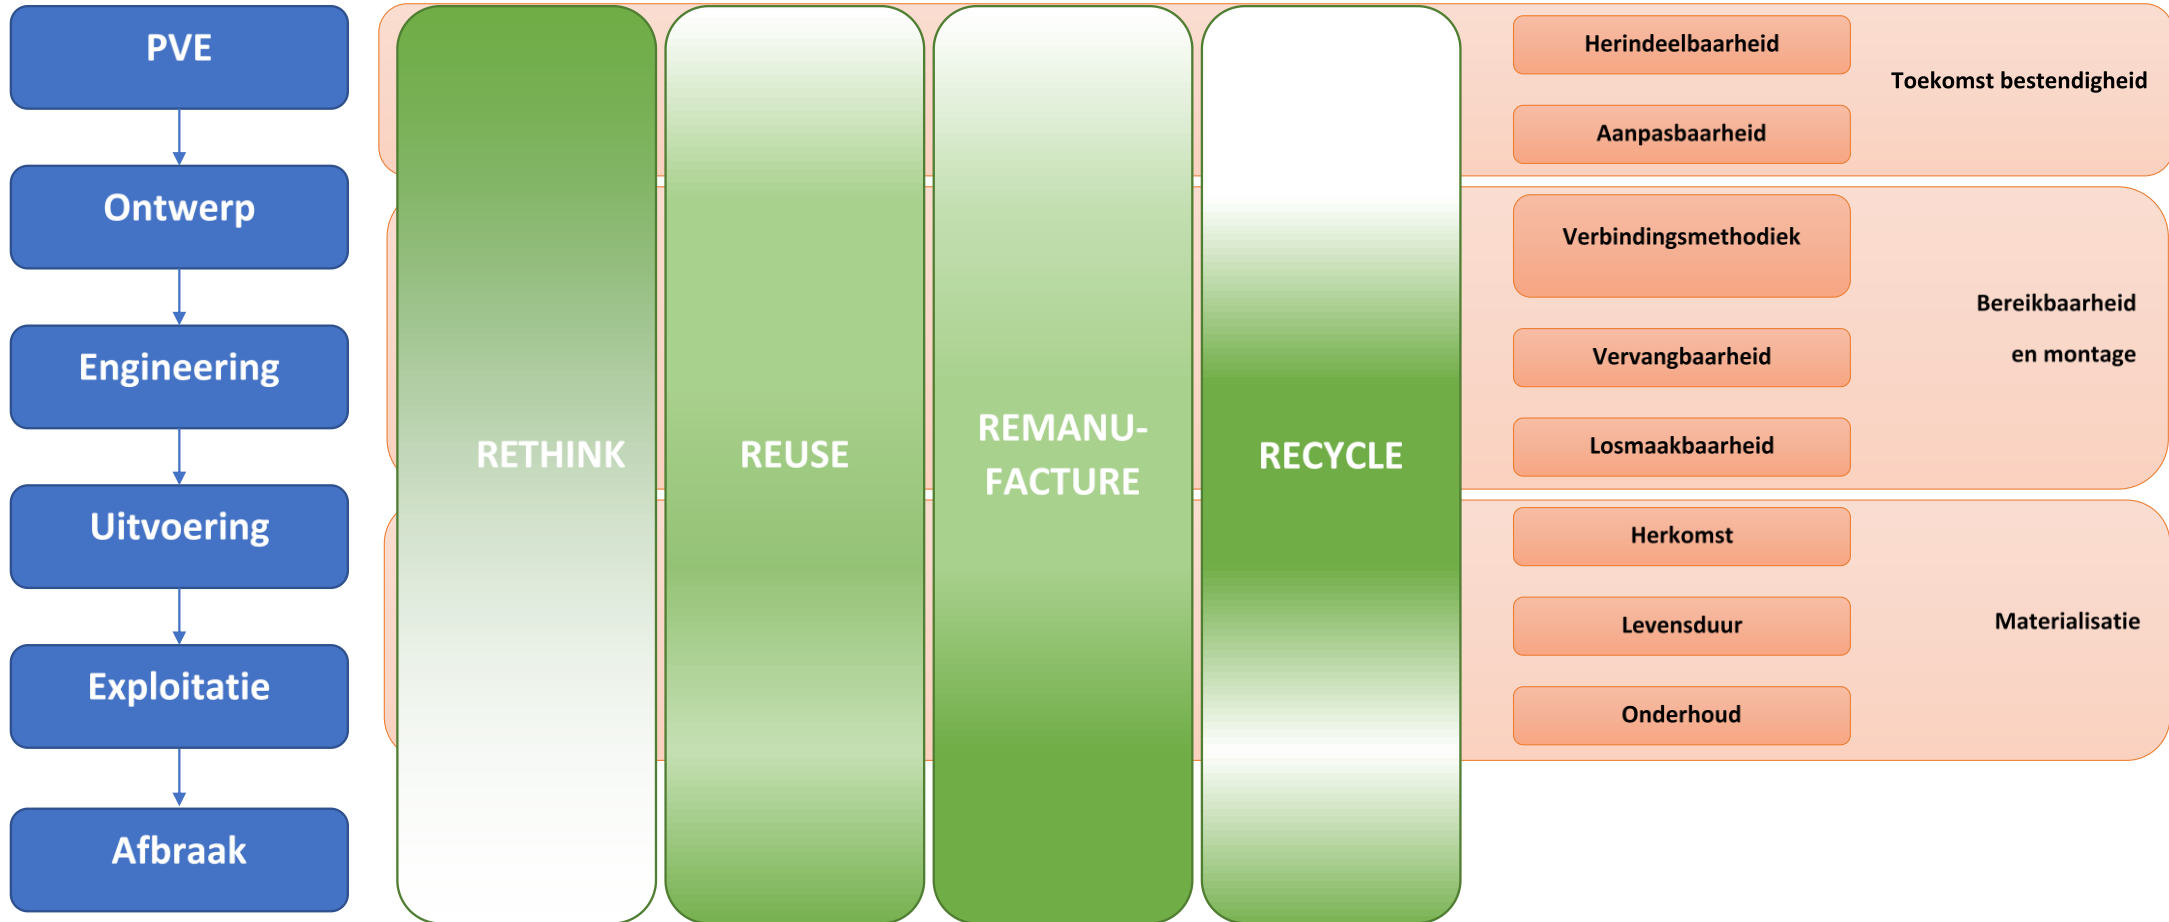 PVE
Ontwerp
Engineering
Uitvoering
Exploitatie
Afbraak
RETHINK
REUSE
REMANU-
FACTURE
RECYCLE
Herindeelbaarheid
Aanpasbaarheid
Toekomst bestendigheid
Verbindingsmethodiek
Vervangbaarheid
Losmaakbaarheid
Bereikbaarheid
en montage
Herkomst
Levensduur
Onderhoud
Materialisatie